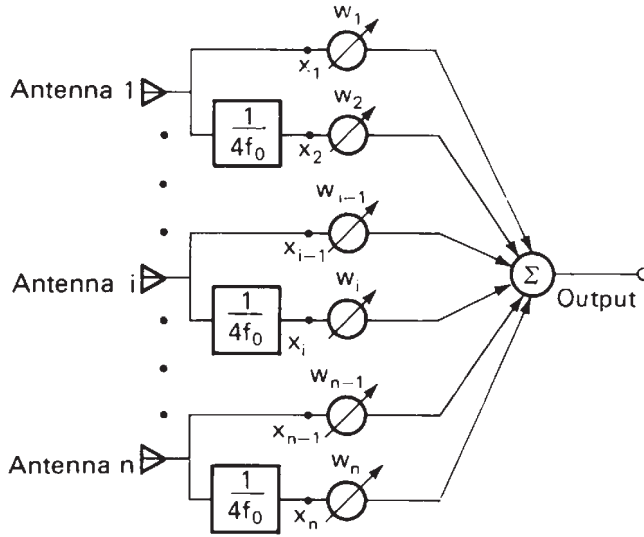 w₁
x₁
Antenna 1
1
4f₀
w₂
x₂
wᵢ₋₁
xᵢ₋₁
Antenna i
1
4f₀
wᵢ
xᵢ
Σ
Output
wₙ₋₁
xₙ₋₁
Antenna n
1
4f₀
wₙ
xₙ